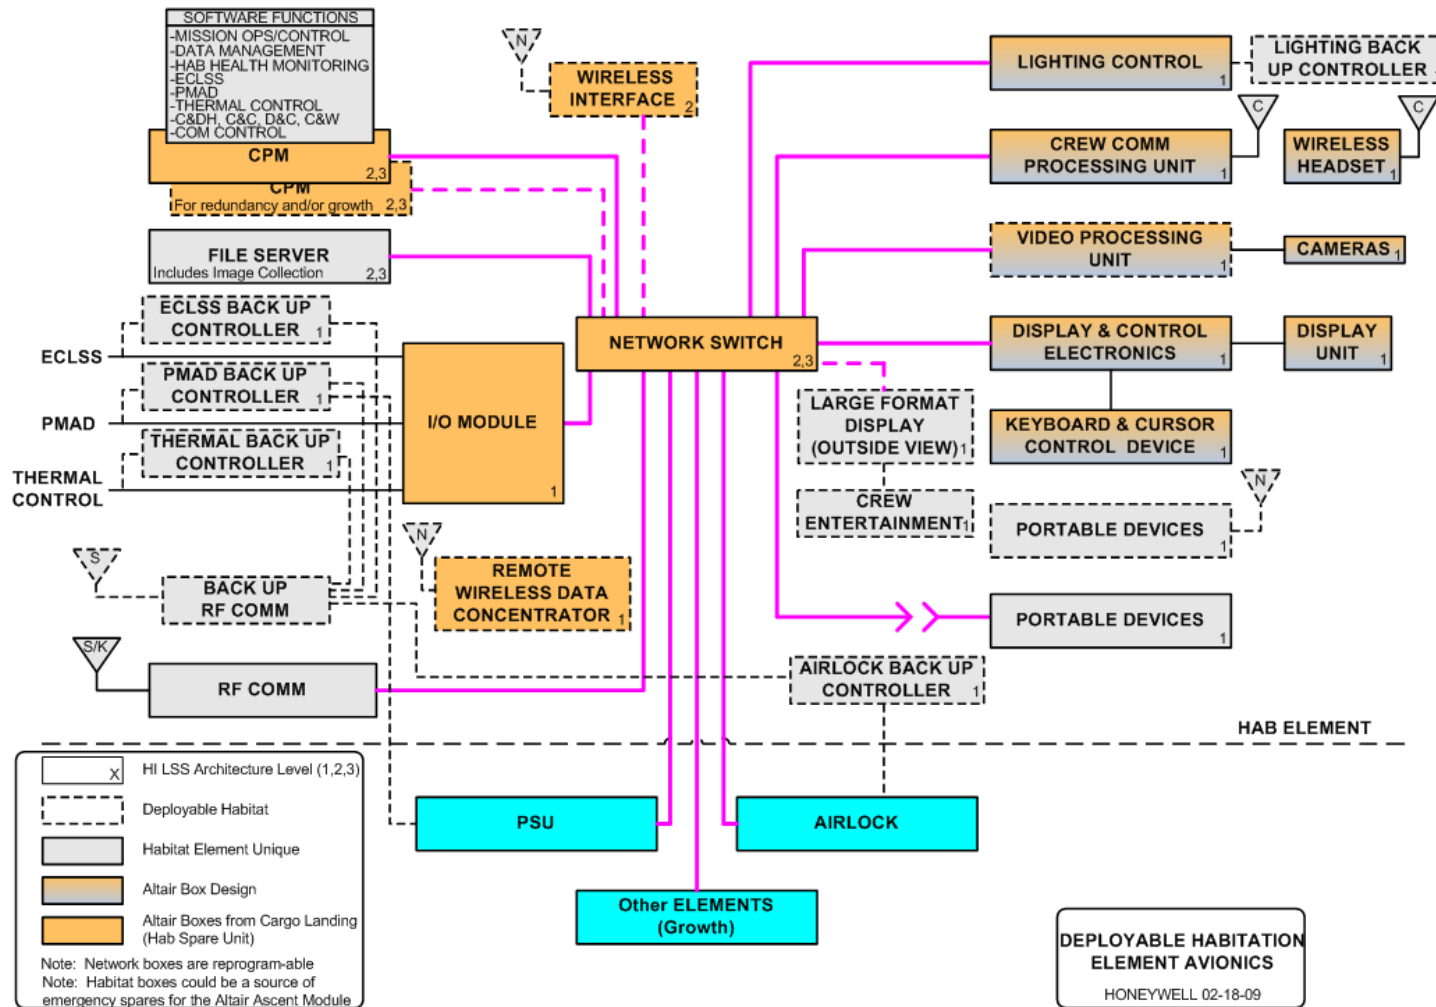 SOFTWARE FUNCTIONS
-MISSION OPS/CONTROL
-DATA MANAGEMENT
-HAB HEALTH MONITORING
-ECLSS
-PMAD
-THERMAL CONTROL
-C&DH, C&C, D&C, C&W
-COM CONTROL
CPM
2,3
CPM
For redundancy and/or growth 2,3
FILE SERVER
Includes Image Collection 2,3
N
WIRELESS
INTERFACE
2
LIGHTING CONTROL
1
LIGHTING BACK
UP CONTROLLER
C
C
CREW COMM
PROCESSING UNIT
1
WIRELESS
HEADSET
1
VIDEO PROCESSING
UNIT
1
CAMERAS 1
ECLSS BACK UP
CONTROLLER 1
ECLSS
PMAD BACK UP
CONTROLLER 1
PMAD
THERMAL BACK UP
CONTROLLER 1
THERMAL
CONTROL
I/O MODULE
1
NETWORK SWITCH
2,3
DISPLAY & CONTROL
ELECTRONICS
1
DISPLAY
UNIT
1
LARGE FORMAT
DISPLAY
(OUTSIDE VIEW) 1
KEYBOARD & CURSOR
CONTROL DEVICE
1
CREW
ENTERTAINMENT 1
N
PORTABLE DEVICES
1
N
REMOTE
WIRELESS DATA
CONCENTRATOR 1
S
BACK UP
RF COMM
PORTABLE DEVICES
1
S/K
RF COMM
AIRLOCK BACK UP
CONTROLLER 1
HAB ELEMENT
PSU
AIRLOCK
Other ELEMENTS
(Growth)
X
HI LSS Architecture Level (1,2,3)
Deployable Habitat
Habitat Element Unique
Altair Box Design
Altair Boxes from Cargo Landing
(Hab Spare Unit)
Note: Network boxes are reprogram-able
Note: Habitat boxes could be a source of
emergency spares for the Altair Ascent Module
DEPLOYABLE HABITATION
ELEMENT AVIONICS
HONEYWELL 02-18-09